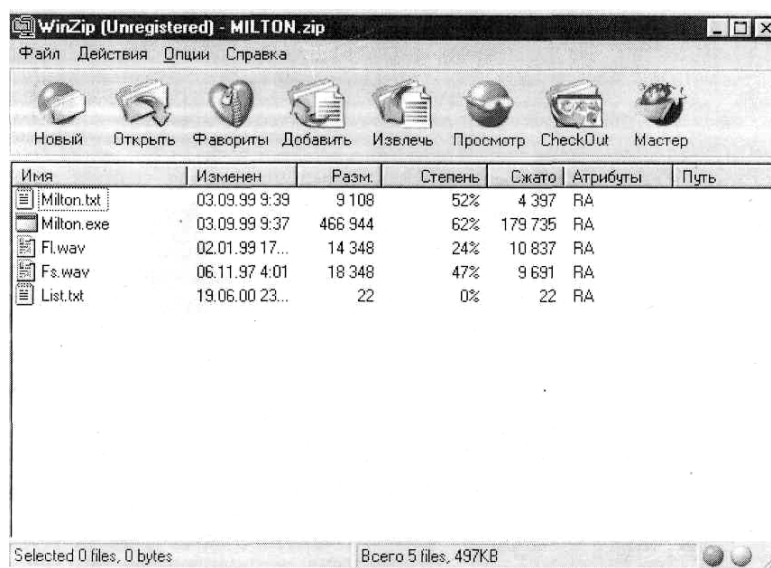 WinZip (Unregistered) - MILTON.zip
Файл Действия Опции Справка
Новый Открыть Фавориты Добавить Извлечь Просмотр CheckOut Мастер
Имя Изменен Разм. Степень Сжато Атрибуты Путь
Milton.txt 03.09.99 9:39 9 108 52% 4 397 RA
Milton.exe 03.09.99 9:37 466 944 62% 179 735 RA
Fl.wav 02.01.99 17... 14 348 24% 10 837 RA
Fs.wav 06.11.97 4:01 18 348 47% 9 691 RA
List.txt 19.06.00 23... 22 0% 22 RA
Selected 0 files, 0 bytes Всего 5 files, 497KB